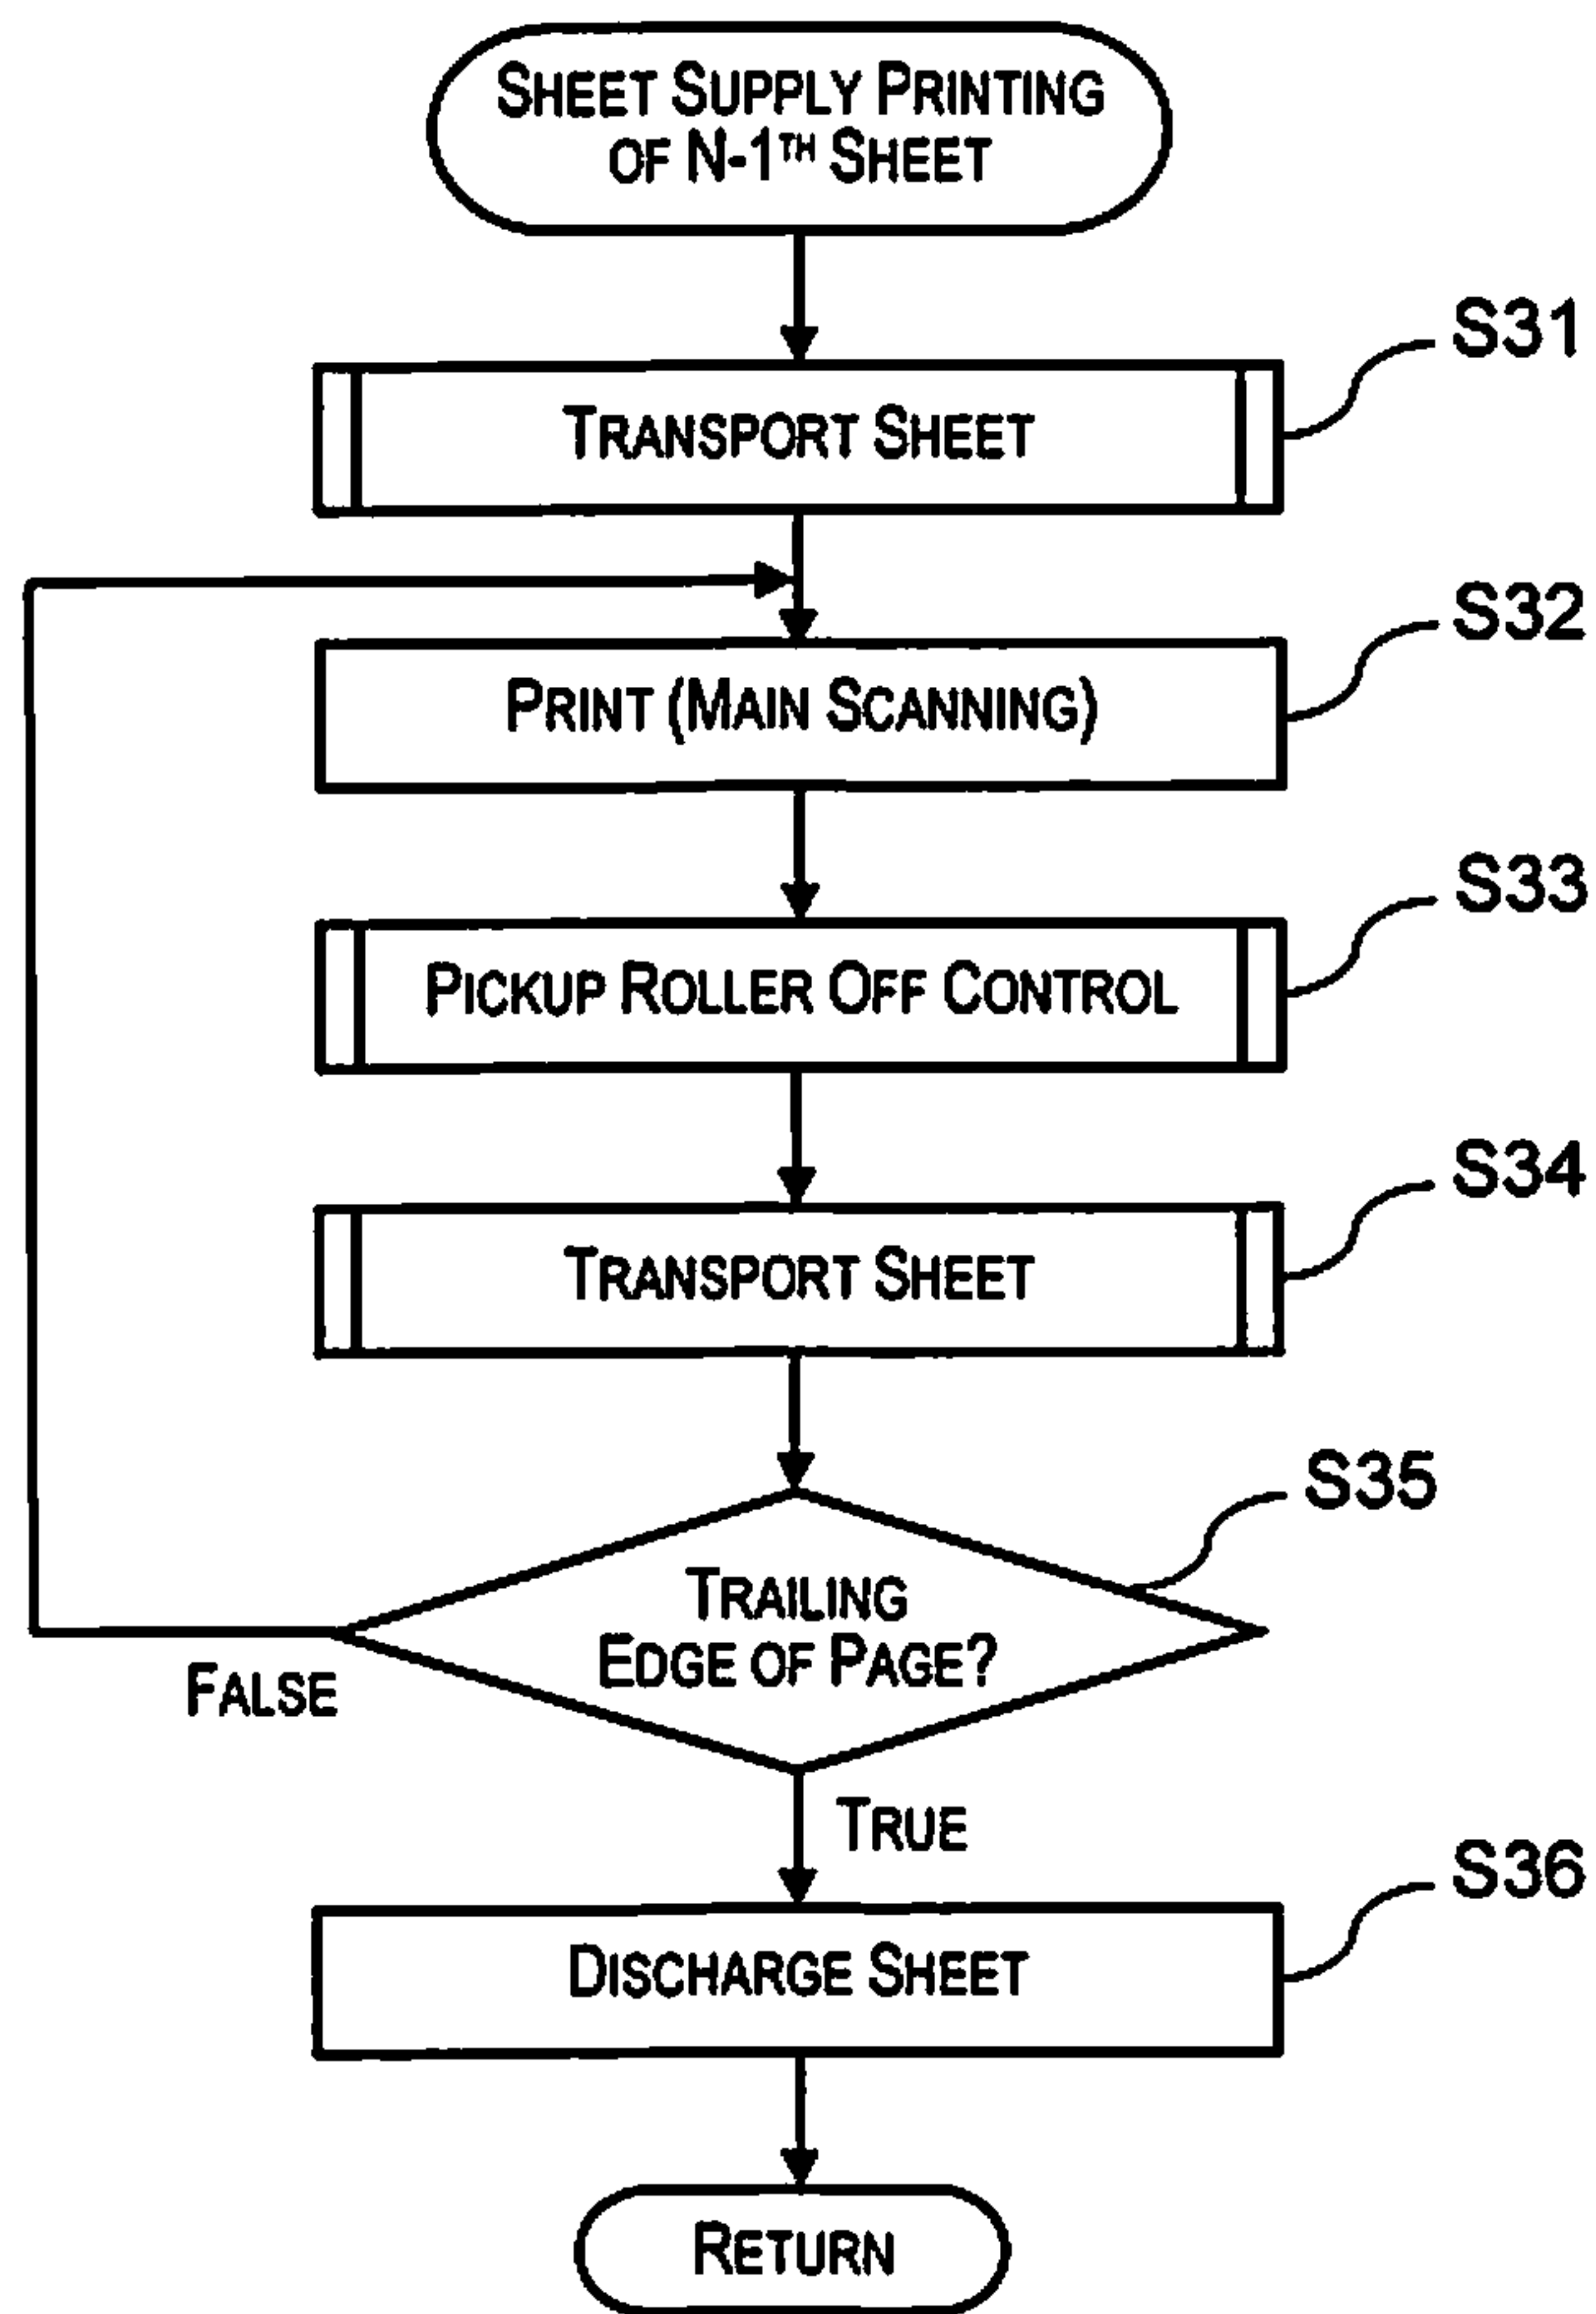 SHEET SUPPLY PRINTING
OF N-1TH SHEET
S31
TRANSPORT SHEET
S32
PRINT (MAIN SCANNING)
S33
PICKUP ROLLER OFF CONTROL
S34
TRANSPORT SHEET
S35
TRAILING
EDGE OF PAGE?
FALSE
TRUE
S36
DISCHARGE SHEET
RETURN